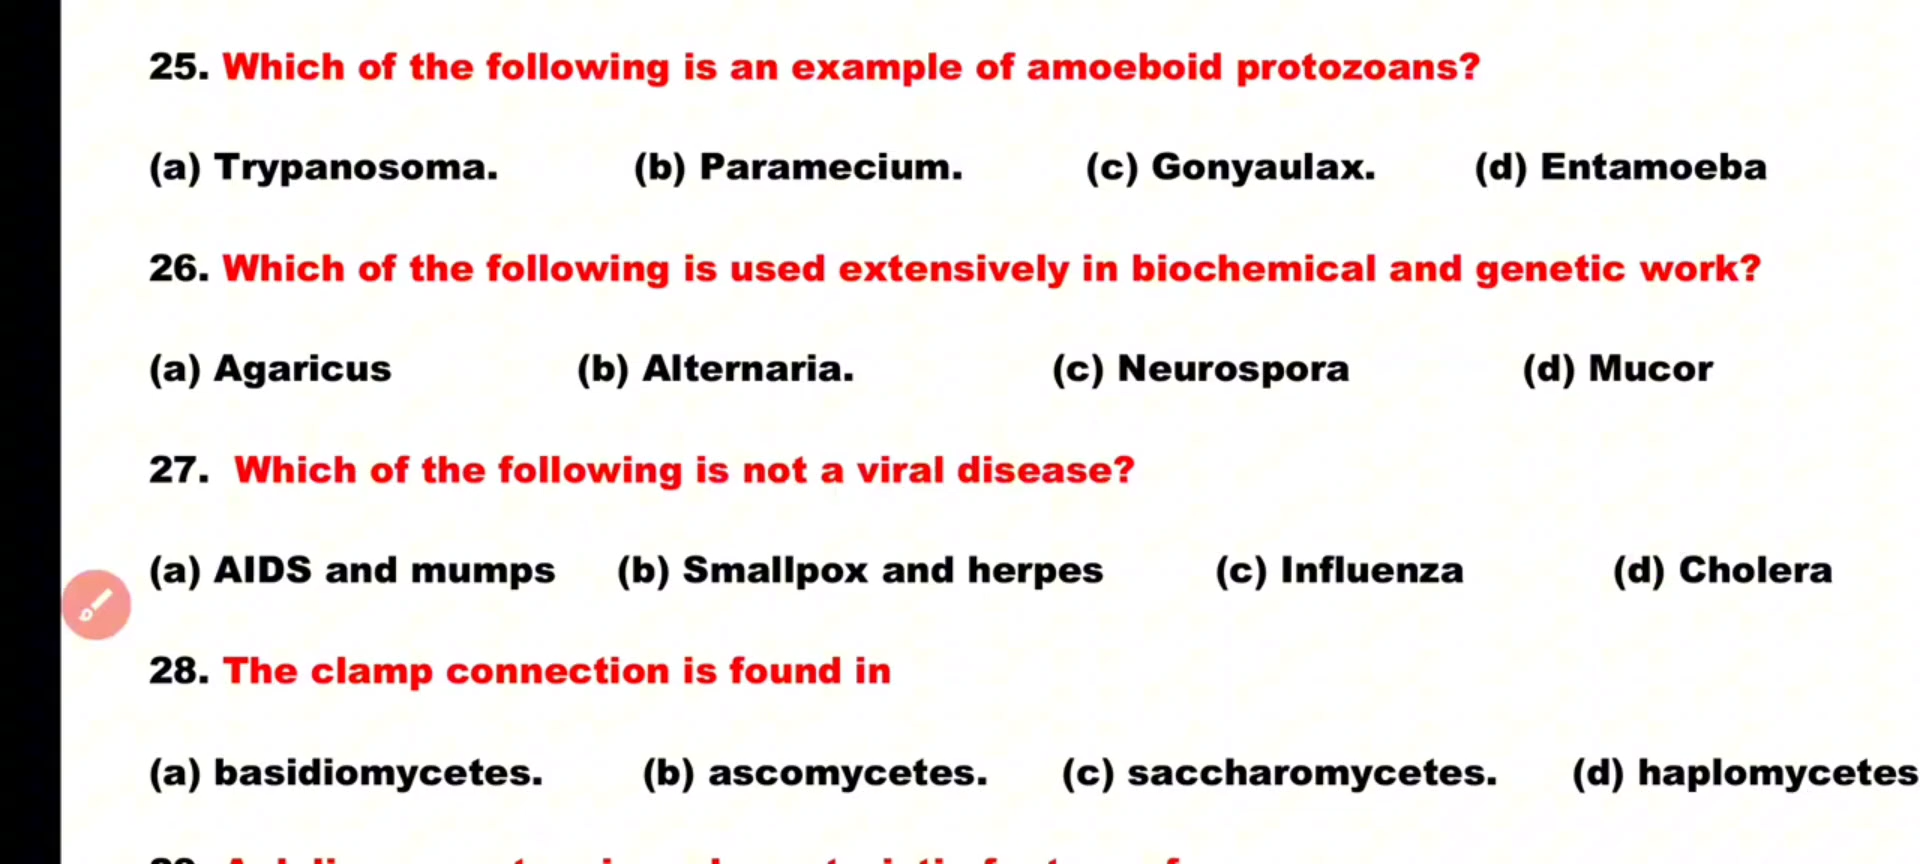 25. Which of the following is an example of amoeboid protozoans?
(a) Trypanosoma. (b) Paramecium. (c) Gonyaulax. (d) Entamoeba
26. Which of the following is used extensively in biochemical and genetic work?
(a) Agaricus (b) Alternaria. (c) Neurospora (d) Mucor
27. Which of the following is not a viral disease?
(a) AIDS and mumps (b) Smallpox and herpes (c) Influenza (d) Cholera
28. The clamp connection is found in
(a) basidiomycetes. (b) ascomycetes. (c) saccharomycetes. (d) haplomycetes